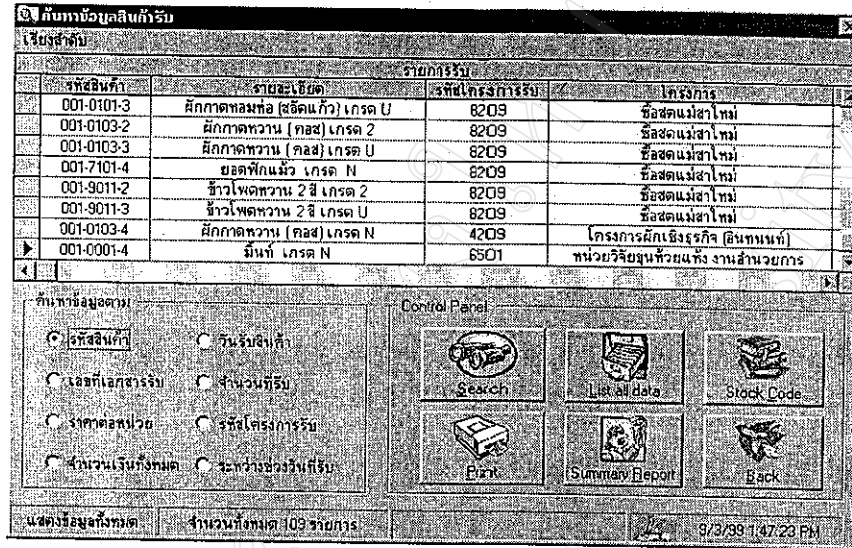 ค้นหาข้อมูลสินค้ารับ
เรียงลำดับ
รายการรับ
รหัสสินค้า รายละเอียด รหัสโครงการรับ โครงการ
001-0101-3 ผักกาดหอมห่อ (สลัดแก้ว) เกรด U 8209 ซื้อสดแม่สาใหม่
001-0103-2 ผักกาดหวาน (คอส) เกรด 2 8209 ซื้อสดแม่สาใหม่
001-0103-3 ผักกาดหวาน (คอส) เกรด U 8209 ซื้อสดแม่สาใหม่
001-7101-4 ยอดฟักแม้ว เกรด N 8209 ซื้อสดแม่สาใหม่
001-9011-2 ข้าวโพดหวาน 2 สี เกรด 2 8209 ซื้อสดแม่สาใหม่
001-9011-3 ข้าวโพดหวาน 2 สี เกรด U 8209 ซื้อสดแม่สาใหม่
001-0103-4 ผักกาดหวาน (คอส) เกรด N 4209 โครงการผักเชิงธุรกิจ (อินทนนท์)
001-0001-4 มิ้นท์ เกรด N 6501 หน่วยวิจัยขุนห้วยแห้ง งานอำนวยการ
ค้นหาข้อมูลตาม Control Panel
รหัสสินค้า วันรับสินค้า
เลขที่เอกสารรับ จำนวนที่รับ
ราคาต่อหน่วย รหัสโครงการรับ
จำนวนเงินทั้งหมด ระหว่างช่วงวันที่รับ
Search List all data Stock Code
Print Summary Report Back
แสดงข้อมูลทั้งหมด จำนวนทั้งหมด 109 รายการ 9/3/99 1:47:23 PM